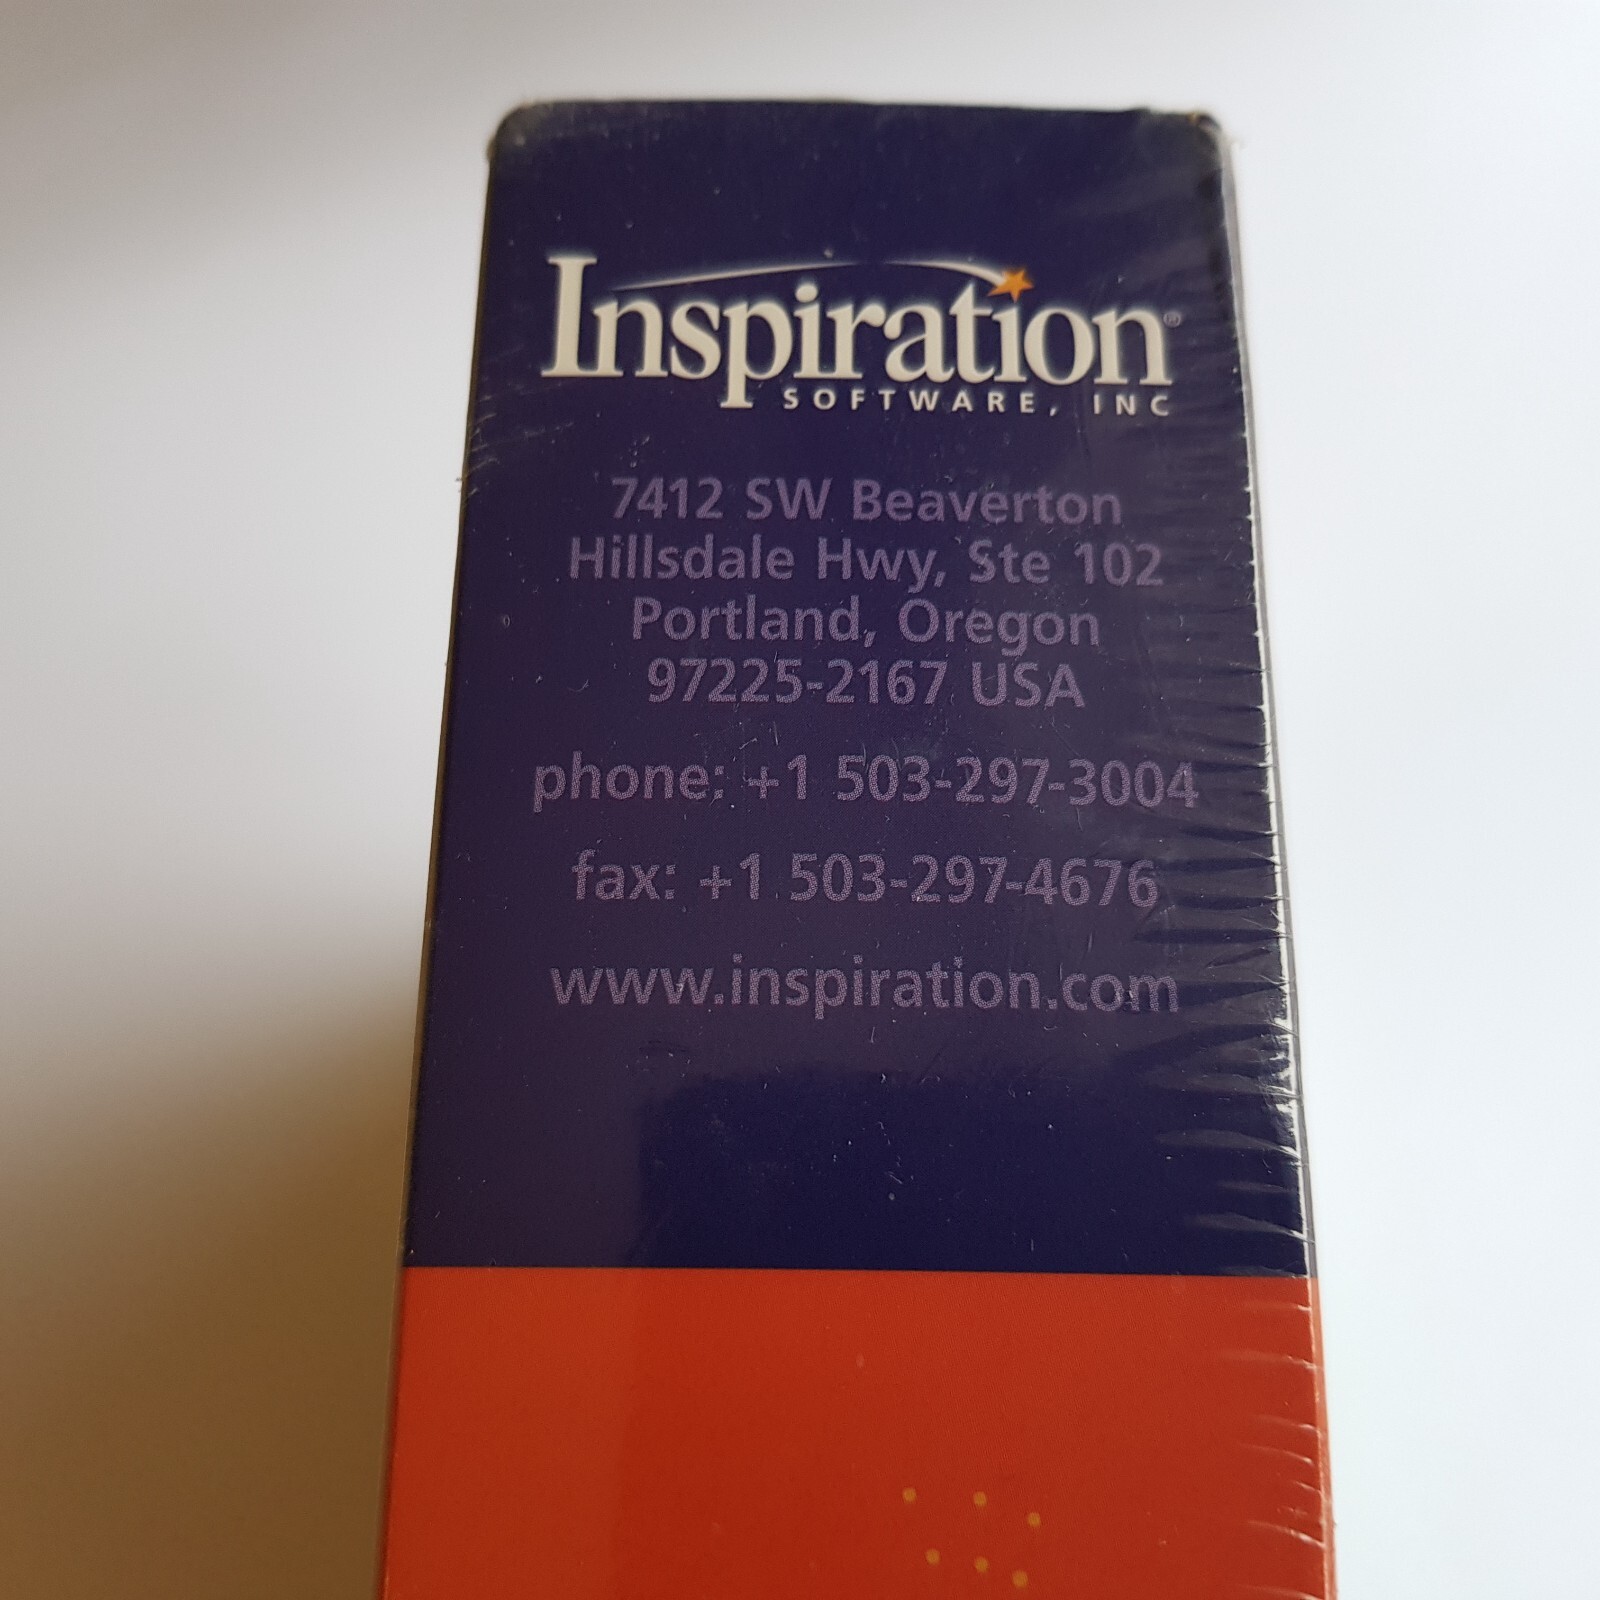 Inspiration®
SOFTWARE, INC
7412 SW Beaverton
Hillsdale Hwy, Ste 102
Portland, Oregon
97225-2167 USA
phone: +1 503-297-3004
fax: +1 503-297-4676
www.inspiration.com